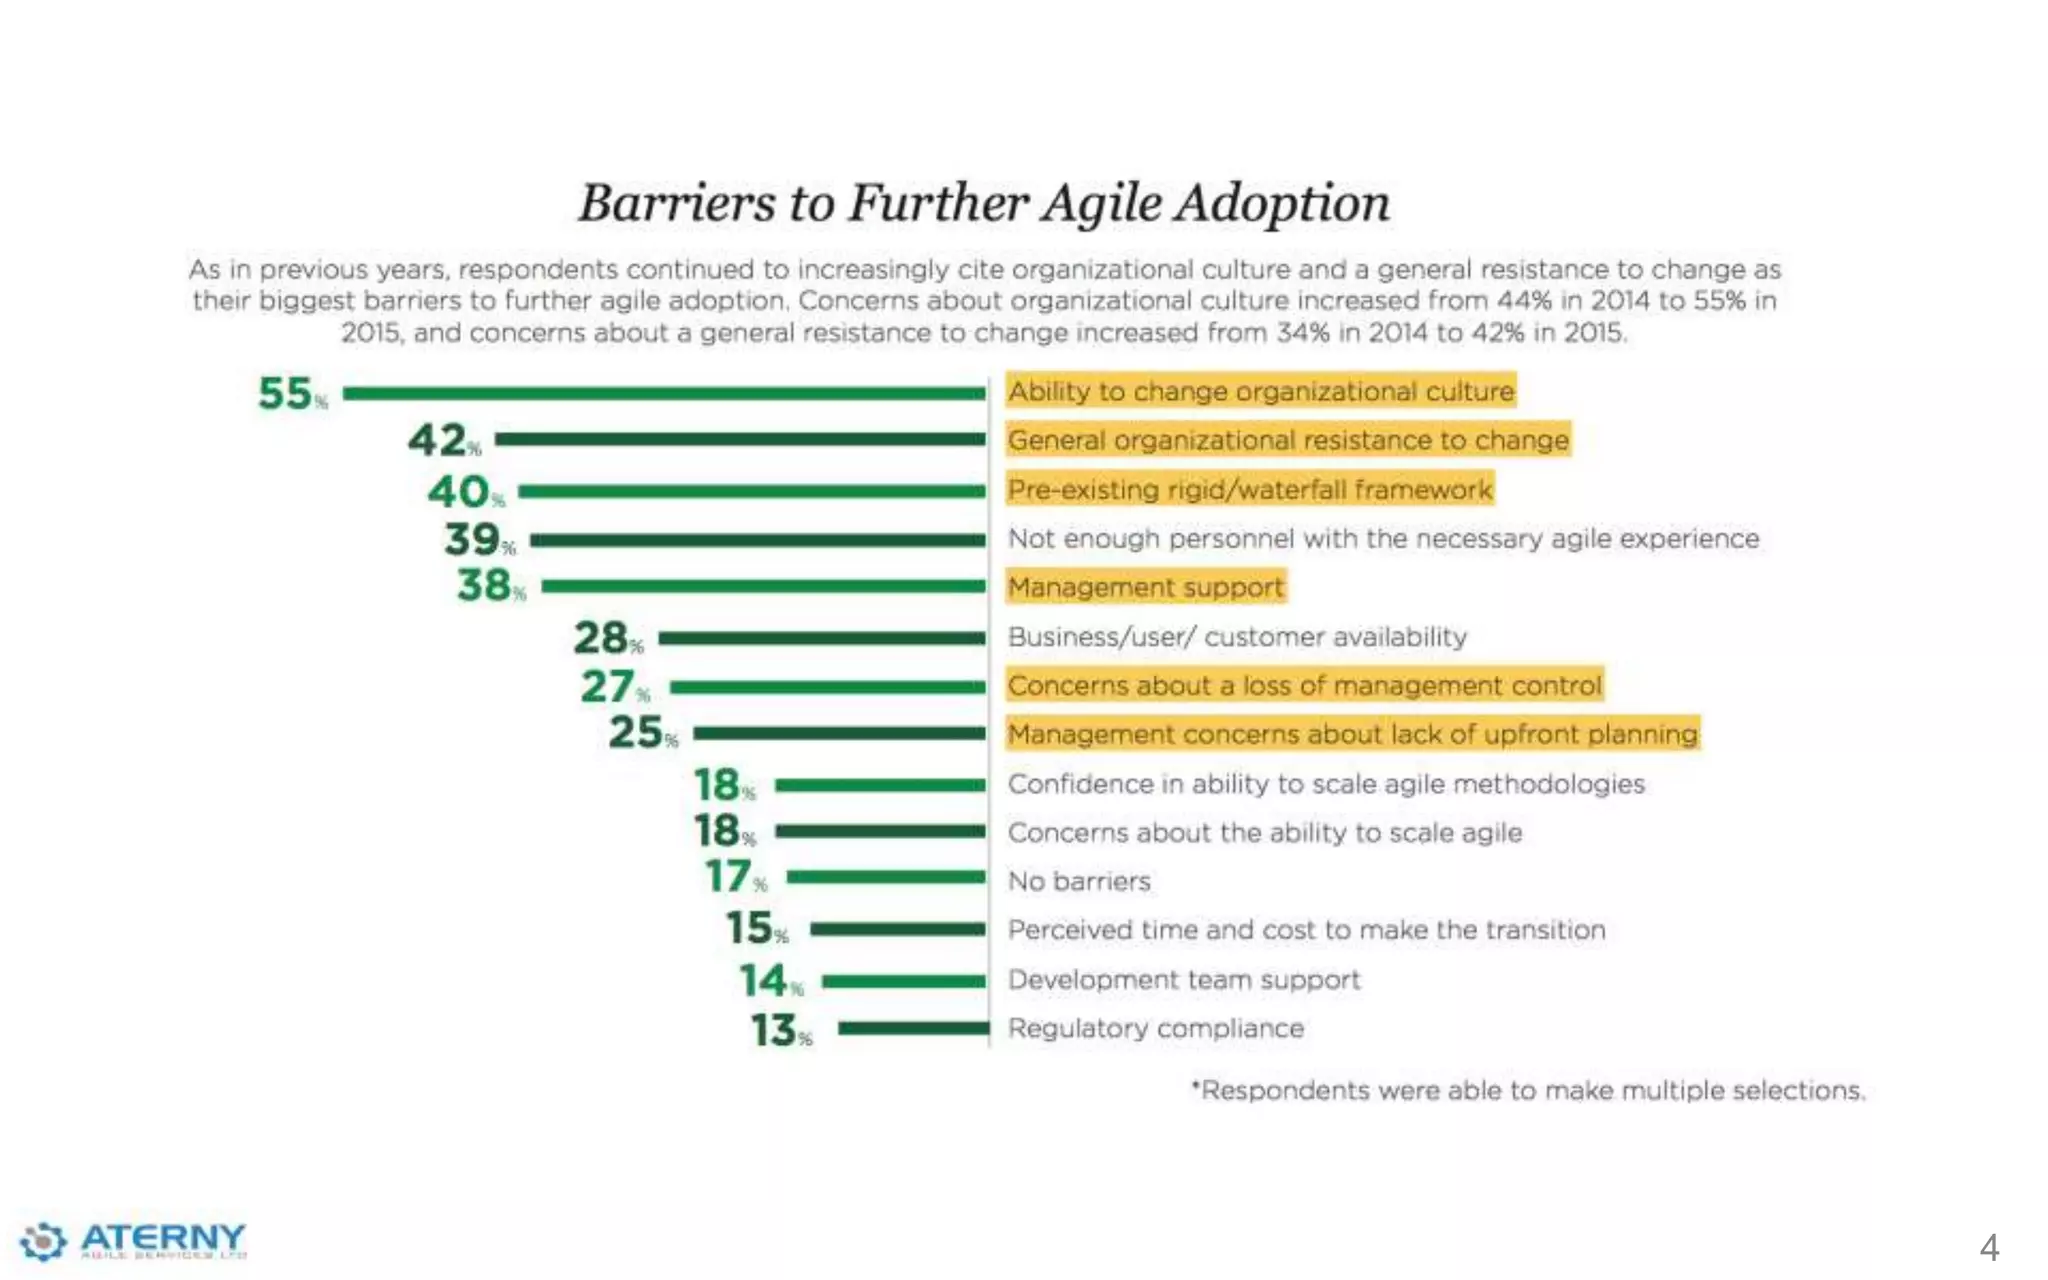 Barriers to Further Agile Adoption
As in previous years, respondents continued to increasingly cite organizational culture and a general resistance to change as
their biggest barriers to further agile adoption. Concerns about organizational culture increased from 44% in 2014 to 55% in
2015, and concerns about a general resistance to change increased from 34% in 2014 to 42% in 2015.
55% Ability to change organizational culture
42% General organizational resistance to change
40% Pre-existing rigid/waterfall framework
39% Not enough personnel with the necessary agile experience
38% Management support
28% Business/user/ customer availability
27% Concerns about a loss of management control
25% Management concerns about lack of upfront planning
18% Confidence in ability to scale agile methodologies
18% Concerns about the ability to scale agile
17% No barriers
15% Perceived time and cost to make the transition
14% Development team support
13% Regulatory compliance
*Respondents were able to make multiple selections.
ATERNY
AGILE SERVICES LTD
4